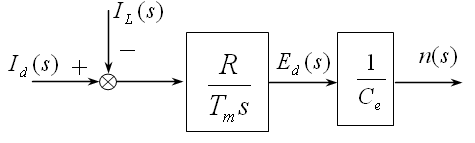 I_L(s)
I_d(s) + −
R
T_m s
E_d(s)
1
C_e
n(s)